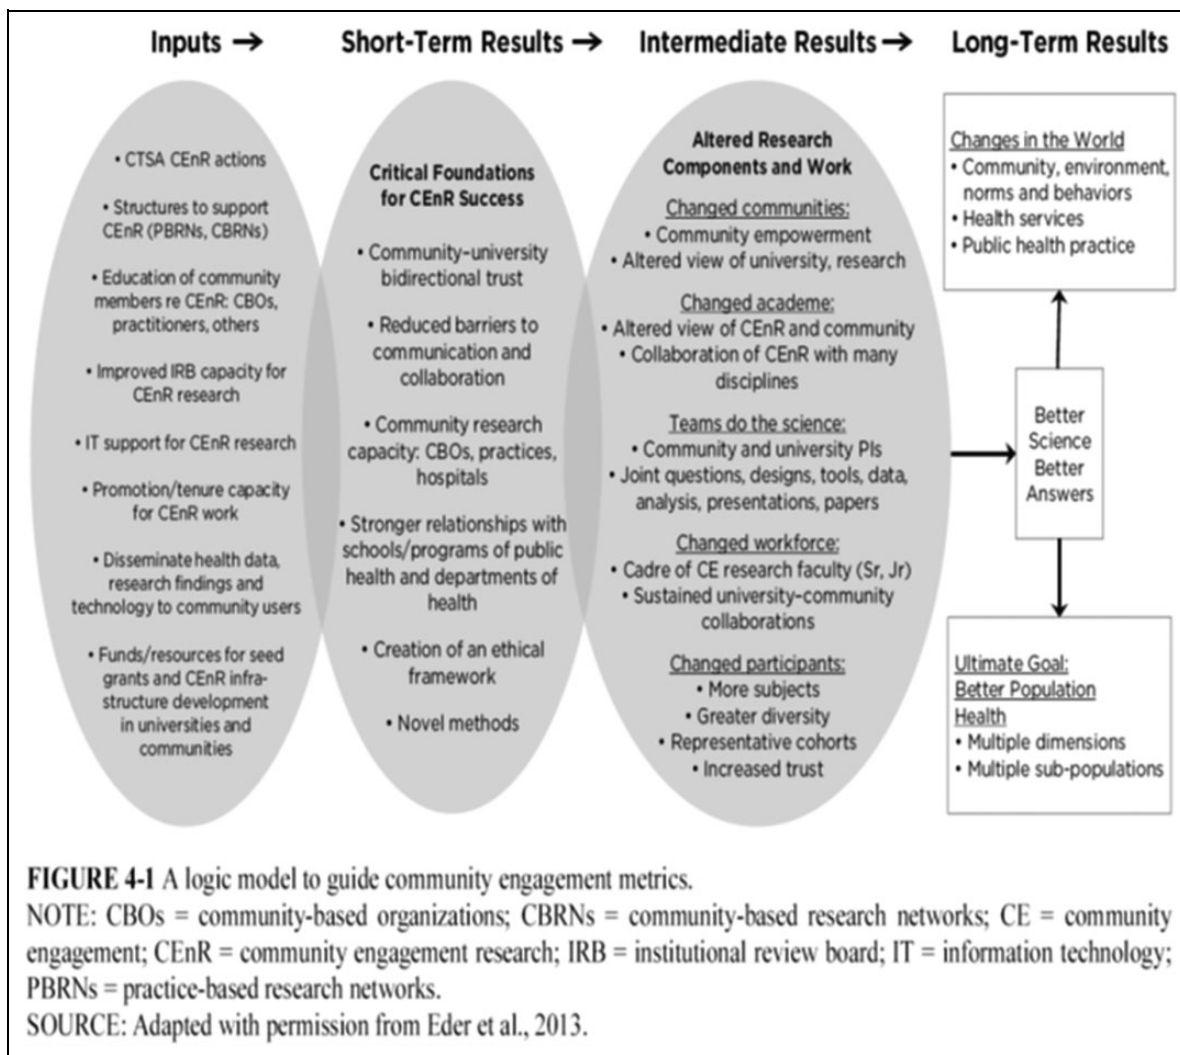 Inputs →
Short-Term Results →
Intermediate Results →
Long-Term Results
• CTSA CEnR actions
• Structures to support
CEnR (PBRNs, CBRNs)
• Education of community
members re CEnR: CBOs,
practitioners, others
• Improved IRB capacity for
CEnR research
• IT support for CEnR research
• Promotion/tenure capacity
for CEnR work
• Disseminate health data,
research findings and
technology to community users
• Funds/resources for seed
grants and CEnR infra-
structure development
in universities and
communities
Critical Foundations
for CEnR Success
• Community–university
bidirectional trust
• Reduced barriers to
communication and
collaboration
• Community research
capacity: CBOs, practices,
hospitals
• Stronger relationships with
schools/programs of public
health and departments of
health
• Creation of an ethical
framework
• Novel methods
Altered Research
Components and Work
Changed communities:
• Community empowerment
• Altered view of university, research
Changed academe:
• Altered view of CEnR and community
• Collaboration of CEnR with many
disciplines
Teams do the science:
• Community and university PIs
• Joint questions, designs, tools, data,
analysis, presentations, papers
Changed workforce:
• Cadre of CE research faculty (Sr, Jr)
• Sustained university–community
collaborations
Changed participants:
• More subjects
• Greater diversity
• Representative cohorts
• Increased trust
Changes in the World
• Community, environment,
norms and behaviors
• Health services
• Public health practice
Better
Science
Better
Answers
Ultimate Goal:
Better Population
Health
• Multiple dimensions
• Multiple sub-populations
FIGURE 4-1 A logic model to guide community engagement metrics.
NOTE: CBOs = community-based organizations; CBRNs = community-based research networks; CE = community
engagement; CEnR = community engagement research; IRB = institutional review board; IT = information technology;
PBRNs = practice-based research networks.
SOURCE: Adapted with permission from Eder et al., 2013.